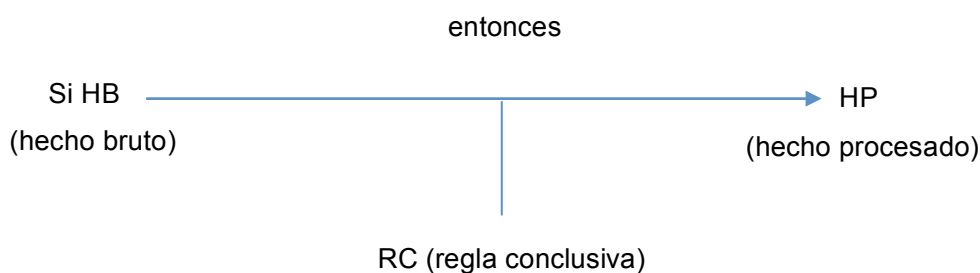 entonces
Si HB
HP
(hecho bruto)
(hecho procesado)
RC (regla conclusiva)